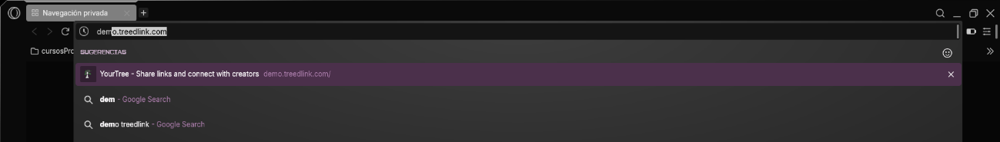 Navegación privada
demo.treedlink.com
cursosPro
SUGERENCIAS
YourTree - Share links and connect with creators demo.treedlink.com/
dem - Google Search
demo treedlink - Google Search